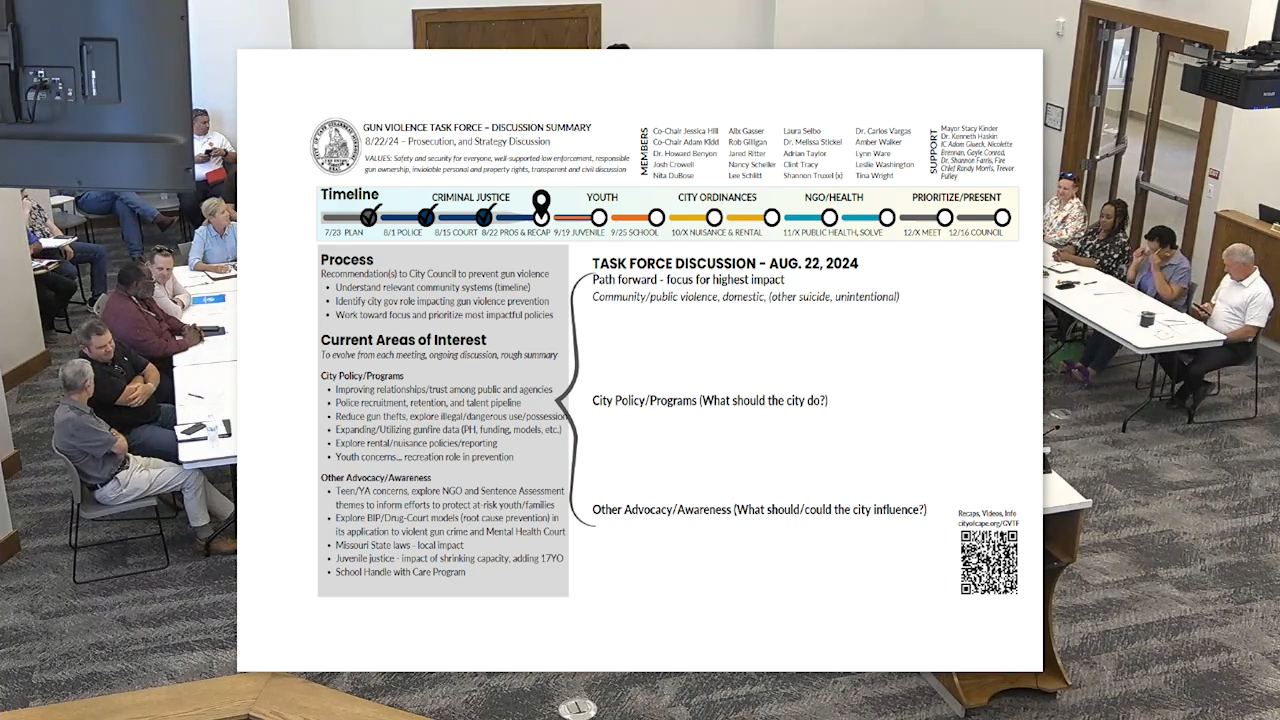 GUN VIOLENCE TASK FORCE – DISCUSSION SUMMARY
8/22/24 – Prosecution, and Strategy Discussion
VALUES: Safety and security for everyone, well-supported law enforcement, responsible
gun ownership, inviolable personal and property rights, transparent and civil discussion
MEMBERS
Co-Chair Jessica Hill
Co-Chair Adam Kidd
Dr. Howard Benyon
Josh Crowell
Nita DuBose
Alix Gasser
Rob Gilligan
Jared Ritter
Nancy Scheller
Lee Schlitt
Laura Selbo
Dr. Melissa Stickel
Adrian Taylor
Clint Tracy
Shannon Truxel (x)
Dr. Carlos Vargas
Amber Walker
Lynn Ware
Leslie Washington
Tina Wright
SUPPORT
Mayor Stacy Kinder
Dr. Kenneth Haskin
IC Adam Glueck, Nicolette
Brennan, Gayle Conrad,
Dr. Shannon Farris, Fire
Chief Randy Morris, Trevor
Pulley
Timeline
CRIMINAL JUSTICE
YOUTH
CITY ORDINANCES
NGO/HEALTH
PRIORITIZE/PRESENT
7/23 PLAN
8/1 POLICE
8/15 COURT
8/22 PROS & RECAP
9/19 JUVENILE
9/25 SCHOOL
10/X NUISANCE & RENTAL
11/X PUBLIC HEALTH, SOLVE
12/X MEET
12/16 COUNCIL
Process
Recommendation(s) to City Council to prevent gun violence
• Understand relevant community systems (timeline)
• Identify city gov role impacting gun violence prevention
• Work toward focus and prioritize most impactful policies
Current Areas of Interest
To evolve from each meeting, ongoing discussion, rough summary
City Policy/Programs
• Improving relationships/trust among public and agencies
• Police recruitment, retention, and talent pipeline
• Reduce gun thefts, explore illegal/dangerous use/possession
• Expanding/Utilizing gunfire data (PH, funding, models, etc.)
• Explore rental/nuisance policies/reporting
• Youth concerns... recreation role in prevention
Other Advocacy/Awareness
• Teen/YA concerns, explore NGO and Sentence Assessment
themes to inform efforts to protect at-risk youth/families
• Explore BIP/Drug-Court models (root cause prevention) in
its application to violent gun crime and Mental Health Court
• Missouri State laws - local impact
• Juvenile justice - impact of shrinking capacity, adding 17YO
• School Handle with Care Program
TASK FORCE DISCUSSION – AUG. 22, 2024
Path forward - focus for highest impact
Community/public violence, domestic, (other suicide, unintentional)
City Policy/Programs (What should the city do?)
Other Advocacy/Awareness (What should/could the city influence?)
Recaps, Videos, Info
cityofcape.org/GVTF